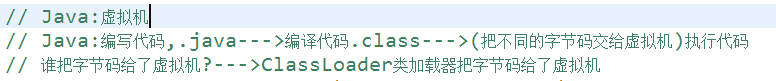 // Java:虚拟机
// Java:编写代码,.java--->编译代码.class--->(把不同的字节码交给虚拟机)执行代码
// 谁把字节码给了虚拟机?--->ClassLoader类加载器把字节码给了虚拟机